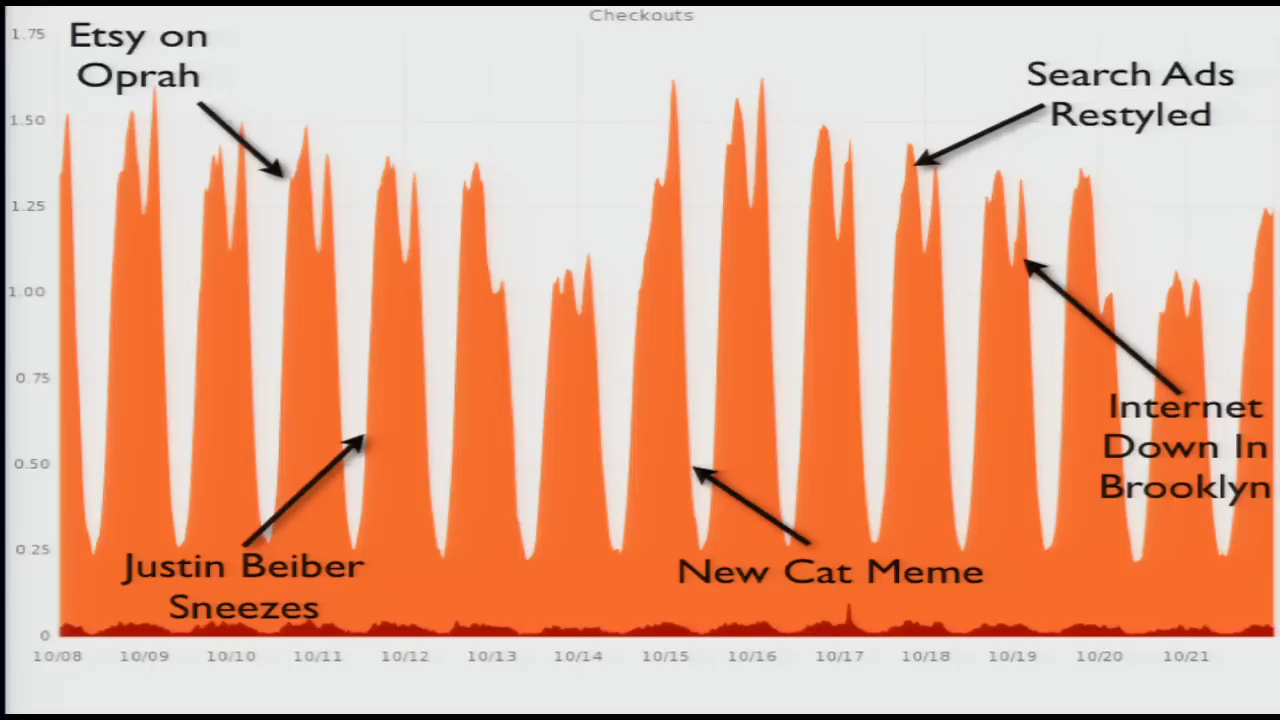 Checkouts
1.75
Etsy on
Oprah
Search Ads
Restyled
1.50
1.25
1.00
0.75
Internet
Down In
Brooklyn
0.50
0.25
Justin Beiber
Sneezes
New Cat Meme
0
10/08 10/09 10/10 10/11 10/12 10/13 10/14 10/15 10/16 10/17 10/18 10/19 10/20 10/21